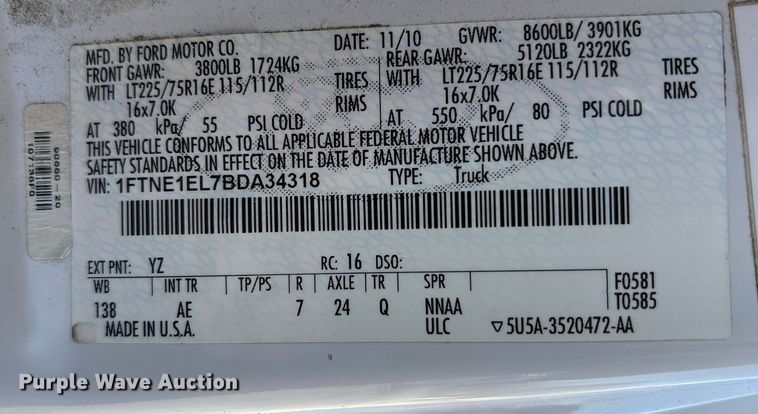 MFD. BY FORD MOTOR CO. DATE: 11/10 GVWR: 8600LB/ 3901KG
FRONT GAWR: 3800LB 1724KG REAR GAWR: 5120LB 2322KG
WITH LT225/75R16E 115/112R TIRES WITH LT225/75R16E 115/112R TIRES
16x7.0K RIMS 16x7.0K RIMS
AT 380 kPa/ 55 PSI COLD AT 550 kPa/ 80 PSI COLD
THIS VEHICLE CONFORMS TO ALL APPLICABLE FEDERAL MOTOR VEHICLE
SAFETY STANDARDS IN EFFECT ON THE DATE OF MANUFACTURE SHOWN ABOVE.
VIN: 1FTNE1EL7BDA34318 TYPE: Truck
EXT PNT: YZ RC: 16 DSO:
WB INT TR TP/PS R AXLE TR SPR F0581
138 AE 7 24 Q NNAA T0585
MADE IN U.S.A. ULC ▽5U5A-3520472-AA
Purple Wave Auction